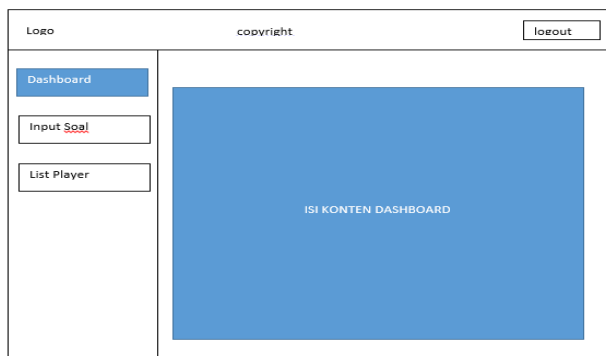 Logo
copyright
logout
Dashboard
Input Soal
List Player
ISI KONTEN DASHBOARD